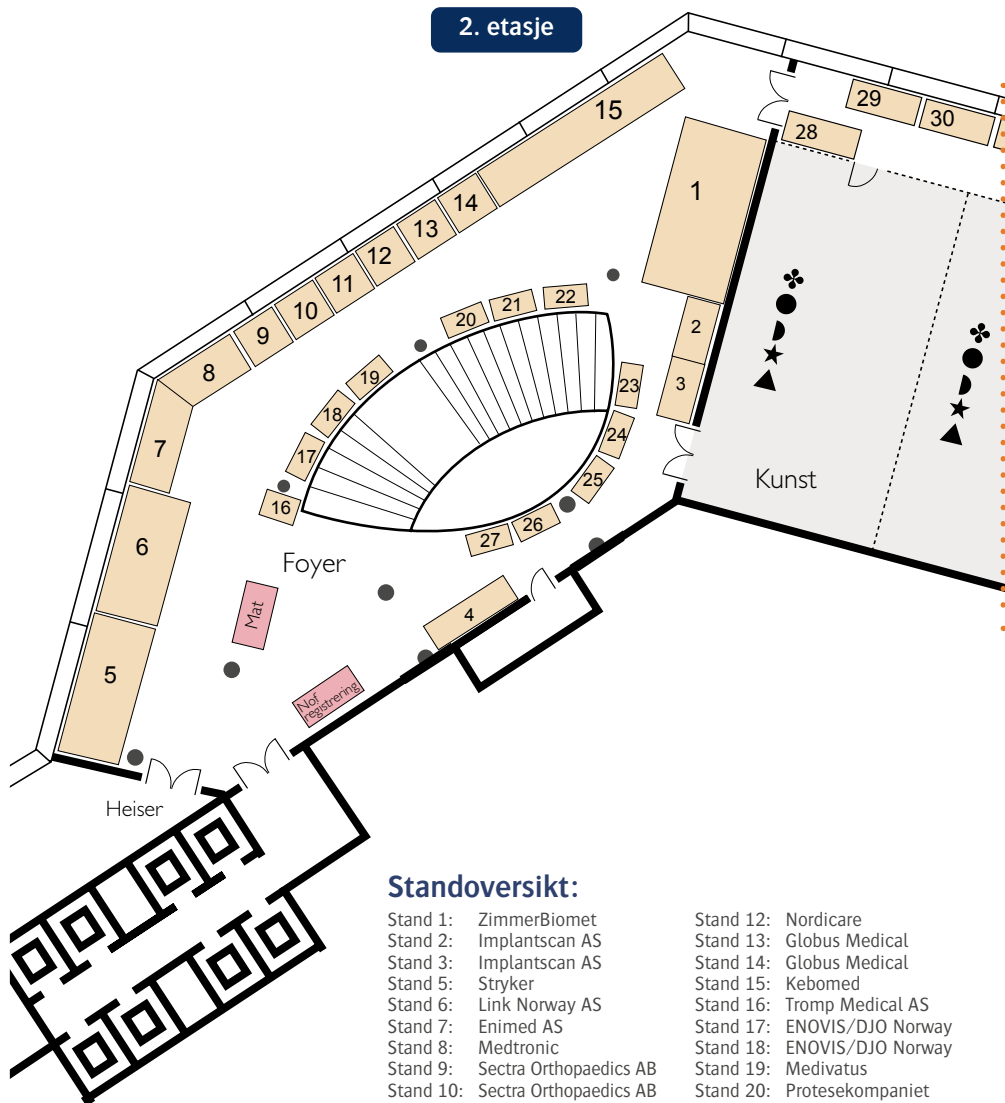 2. etasje
15
29
30
28
14
1
13
12
11
10
9
8
22
21
20
2
19
23
3
7
18
24
17
25
Kunst
16
26
27
6
Foyer
Mat
4
5
Nof
registrering
Heiser
Standoversikt:
Stand 1: ZimmerBiomet
Stand 2: Implantscan AS
Stand 3: Implantscan AS
Stand 5: Stryker
Stand 6: Link Norway AS
Stand 7: Enimed AS
Stand 8: Medtronic
Stand 9: Sectra Orthopaedics AB
Stand 10: Sectra Orthopaedics AB
Stand 12: Nordicare
Stand 13: Globus Medical
Stand 14: Globus Medical
Stand 15: Kebomed
Stand 16: Tromp Medical AS
Stand 17: ENOVIS/DJO Norway
Stand 18: ENOVIS/DJO Norway
Stand 19: Medivatus
Stand 20: Protesekompaniet